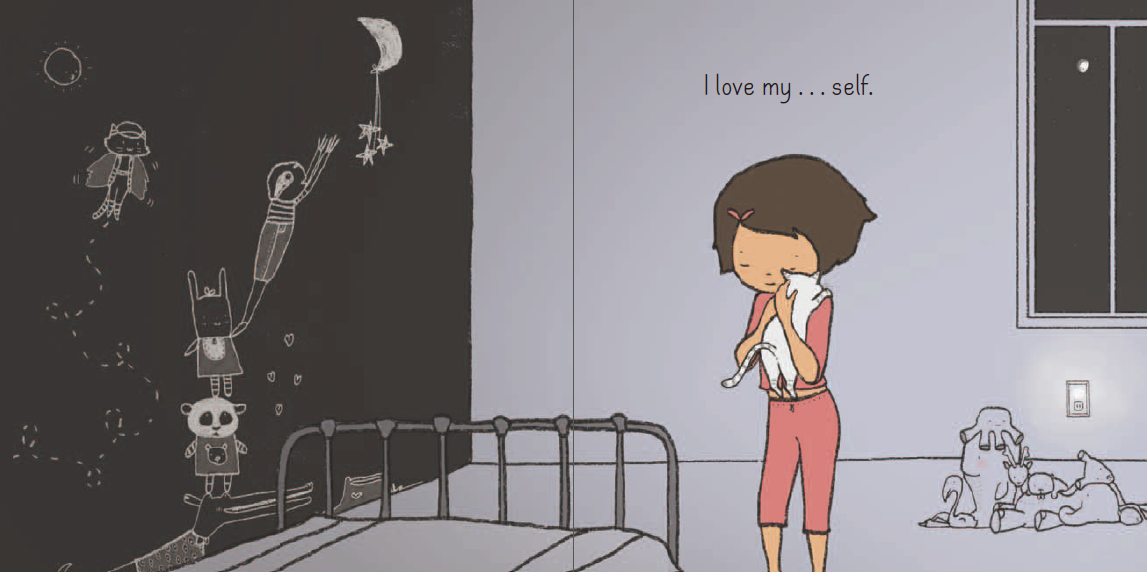 I love my . . . self.